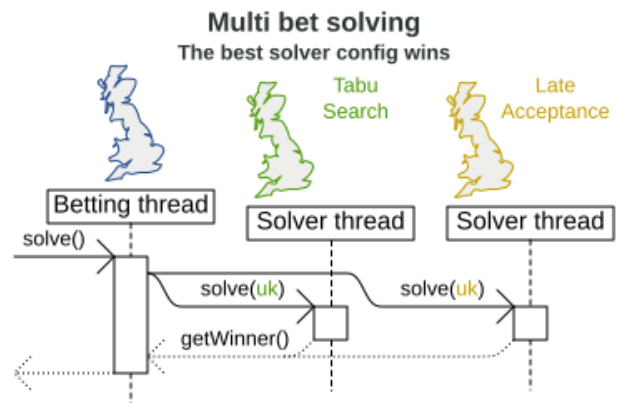 Multi bet solving
The best solver config wins
Tabu
Search
Late
Acceptance
Betting thread
Solver thread
Solver thread
solve()
solve(uk)
solve(uk)
getWinner()